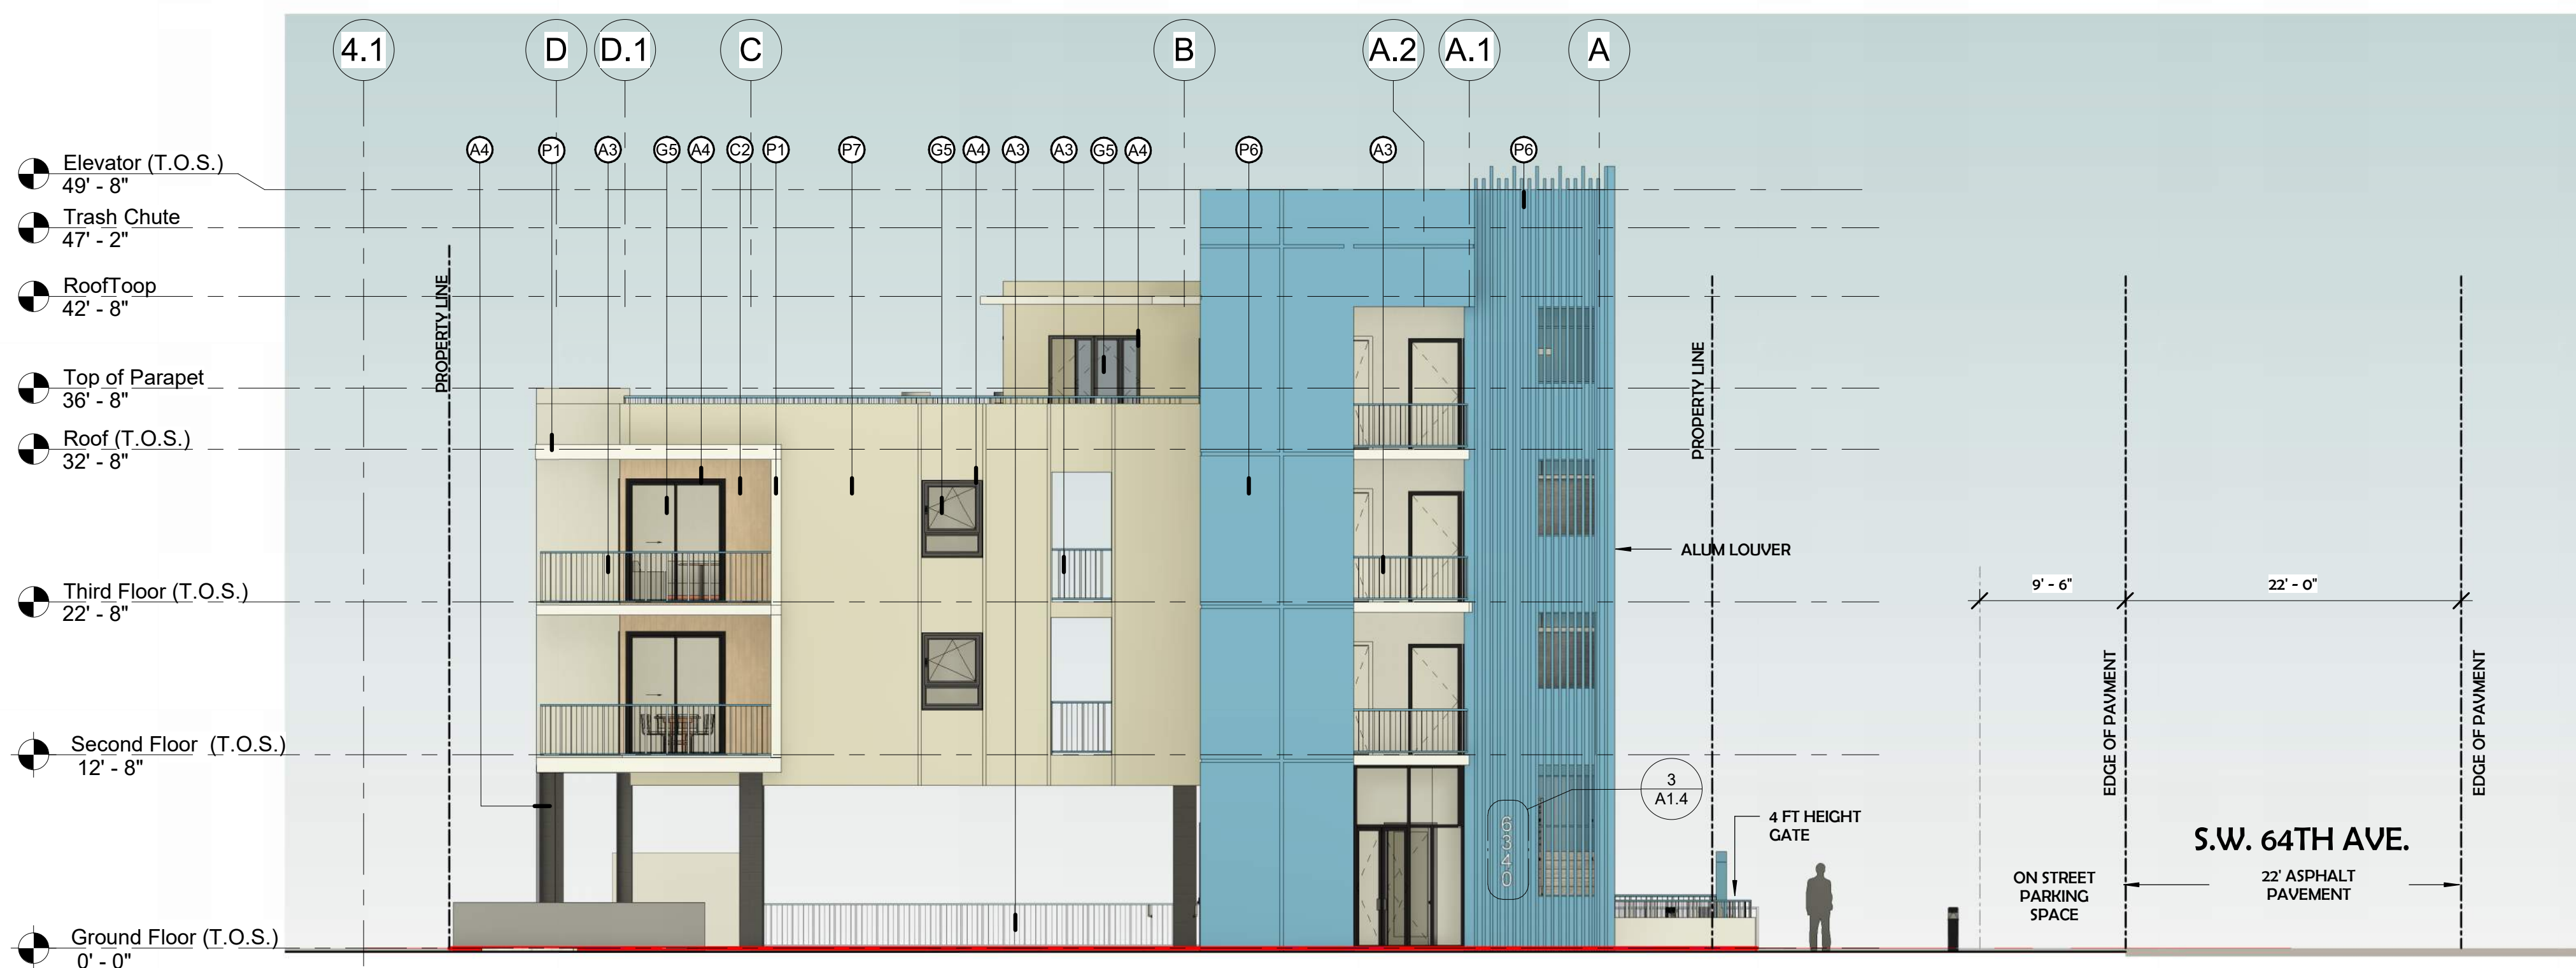 4.1
D
D.1
C
B
A.2
A.1
A
A4
P1
A3
G5
A4
C2
P1
P7
G5
A4
A3
A3
G5
A4
P6
A3
P6
Elevator (T.O.S.)
49' - 8"
Trash Chute
47' - 2"
RoofToop
42' - 8"
Top of Parapet
36' - 8"
Roof (T.O.S.)
32' - 8"
Third Floor (T.O.S.)
22' - 8"
Second Floor (T.O.S.)
12' - 8"
Ground Floor (T.O.S.)
0' - 0"
PROPERTY LINE
PROPERTY LINE
ALUM LOUVER
3
A1.4
6340
4 FT HEIGHT
GATE
9' - 6"
22' - 0"
EDGE OF PAVMENT
EDGE OF PAVMENT
S.W. 64TH AVE.
ON STREET
PARKING
SPACE
22' ASPHALT
PAVEMENT